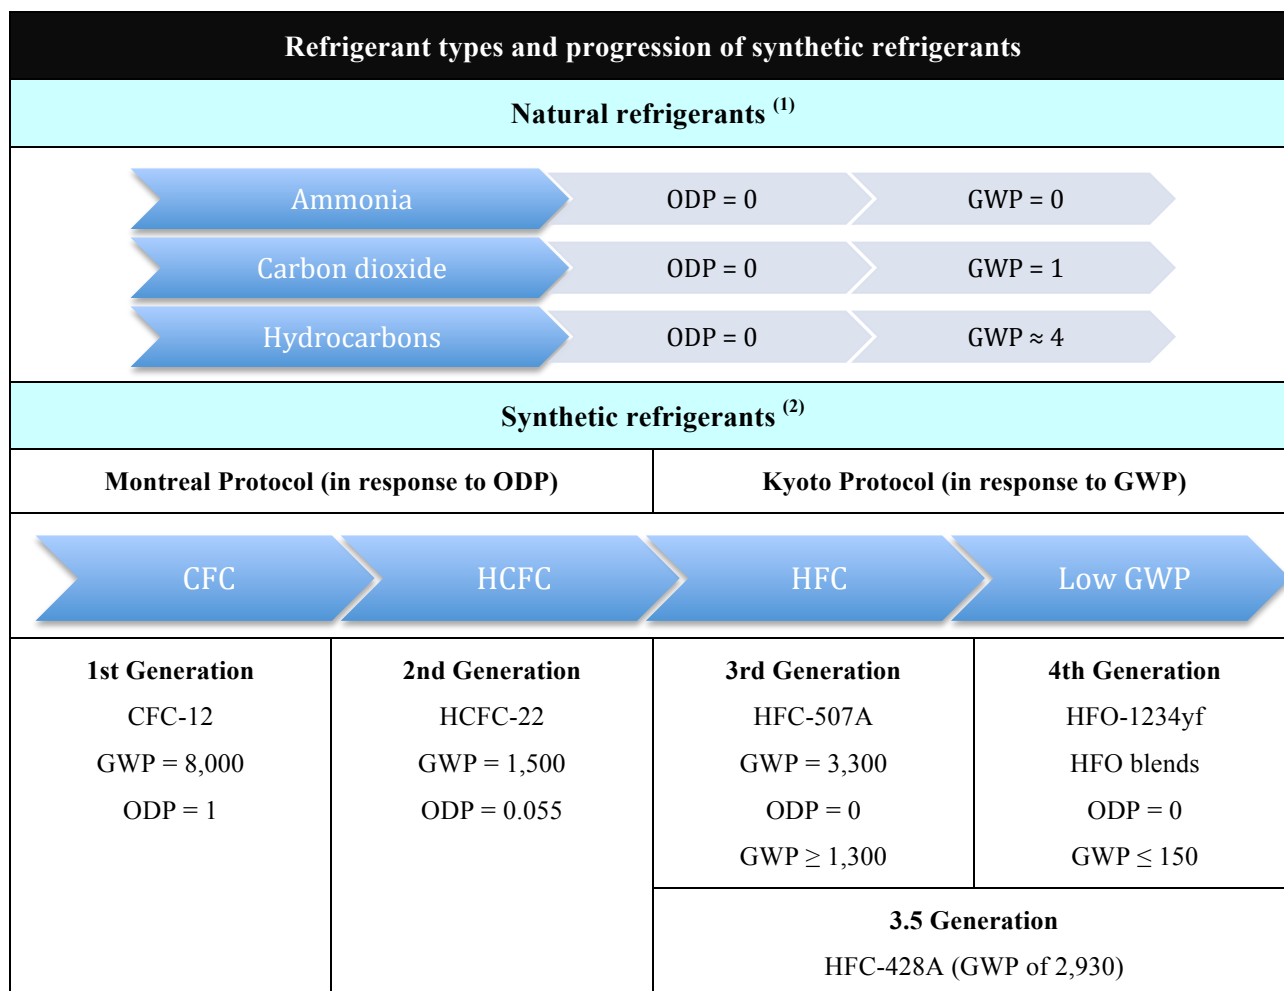 Refrigerant types and progression of synthetic refrigerants
Natural refrigerants (1)
Ammonia ODP = 0 GWP = 0
Carbon dioxide ODP = 0 GWP = 1
Hydrocarbons ODP = 0 GWP ≈ 4
Synthetic refrigerants (2)
Montreal Protocol (in response to ODP) Kyoto Protocol (in response to GWP)
CFC HCFC HFC Low GWP
1st Generation
CFC-12
GWP = 8,000
ODP = 1
2nd Generation
HCFC-22
GWP = 1,500
ODP = 0.055
3rd Generation
HFC-507A
GWP = 3,300
ODP = 0
GWP ≥ 1,300
4th Generation
HFO-1234yf
HFO blends
ODP = 0
GWP ≤ 150
3.5 Generation
HFC-428A (GWP of 2,930)